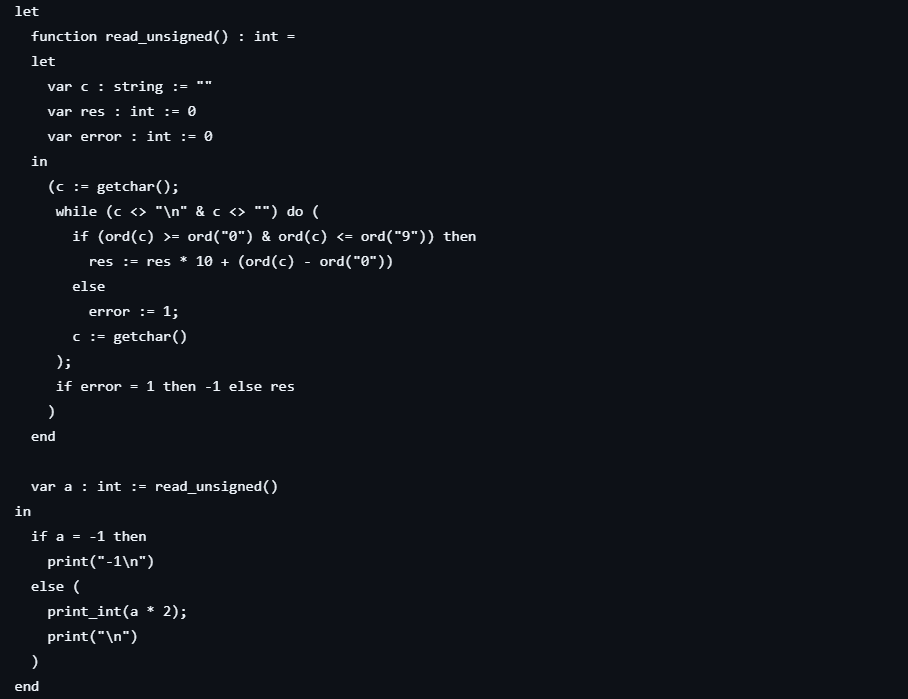 let
  function read_unsigned() : int =
  let
    var c : string := ""
    var res : int := 0
    var error : int := 0
  in
    (c := getchar();
     while (c <> "\n" & c <> "") do (
       if (ord(c) >= ord("0") & ord(c) <= ord("9")) then
         res := res * 10 + (ord(c) - ord("0"))
       else
         error := 1;
       c := getchar()
     );
     if error = 1 then -1 else res
    )
  end

  var a : int := read_unsigned()
in
  if a = -1 then
    print("-1\n")
  else (
    print_int(a * 2);
    print("\n")
  )
end